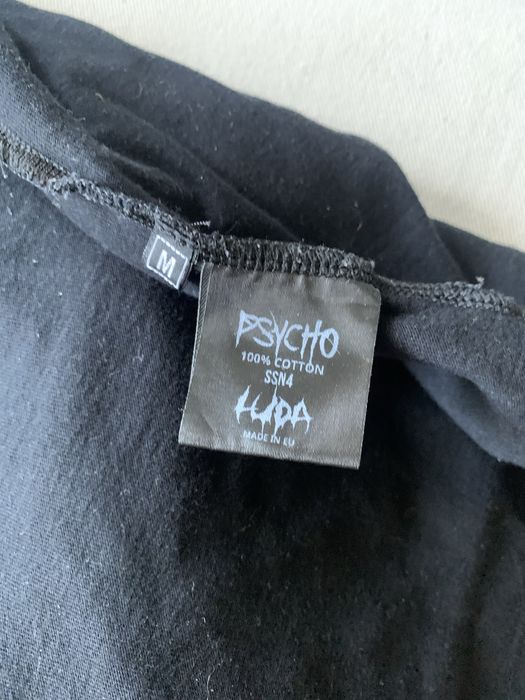 M
PSYCHO
100% COTTON
SSN4
LUDA
MADE IN EU